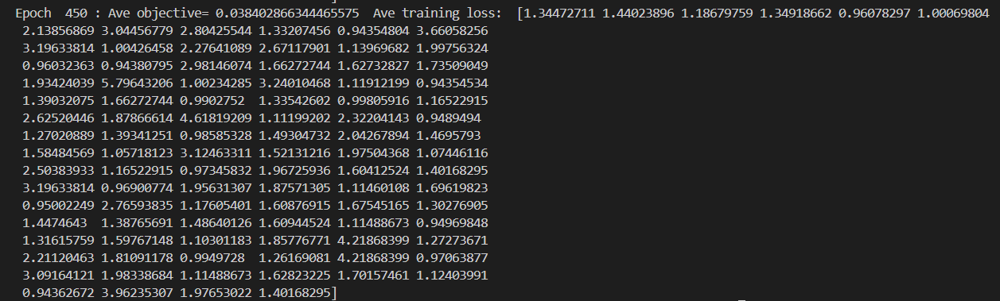 Epoch  450 : Ave objective= 0.038402866344465575  Ave training loss:  [1.34472711 1.44023896 1.18679759 1.34918662 0.96078297 1.00069804
2.13856869 3.04456779 2.80425544 1.33207456 0.94354804 3.66058256
3.19633814 1.00426458 2.27641089 2.67117901 1.13969682 1.99756324
0.96032363 0.94380795 2.98146074 1.66272744 1.62732827 1.73509049
1.93424039 5.79643206 1.00234285 3.24010468 1.11912199 0.94354534
1.39032075 1.66272744 0.9902752  1.33542602 0.99805916 1.16522915
2.62520446 1.87866614 4.61819209 1.11199202 2.32204143 0.9489494
1.27020889 1.39341251 0.98585328 1.49304732 2.04267894 1.4695793
1.58484569 1.05718123 3.12463311 1.52131216 1.97504368 1.07446116
2.50383933 1.16522915 0.97345832 1.96725936 1.60412524 1.40168295
3.19633814 0.96900774 1.95631307 1.87571305 1.11460108 1.69619823
0.95002249 2.76593835 1.17605401 1.60876915 1.67545165 1.30276905
1.4474643  1.38765691 1.48640126 1.60944524 1.11488673 0.94969848
1.31615759 1.59767148 1.10301183 1.85776771 4.21868399 1.27273671
2.21120463 1.81091178 0.9949728  1.26169081 4.21868399 0.97063877
3.09164121 1.98338684 1.11488673 1.62823225 1.70157461 1.12403991
0.94362672 3.96235307 1.97653022 1.40168295]